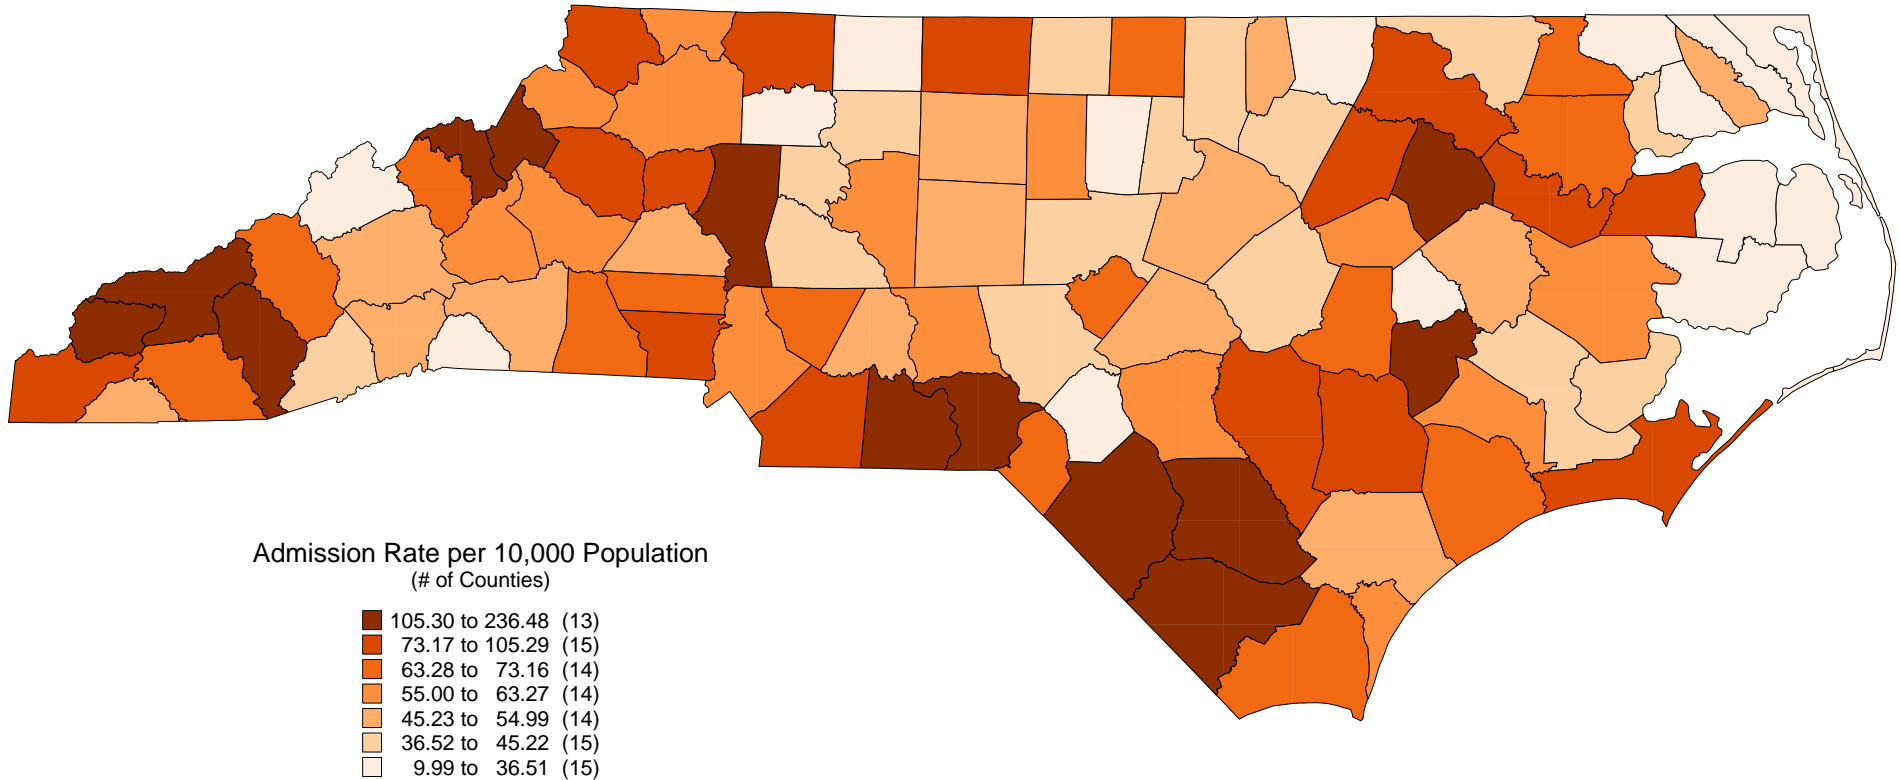 Admission Rate per 10,000 Population
(# of Counties)
105.30 to 236.48 (13)
73.17 to 105.29 (15)
63.28 to 73.16 (14)
55.00 to 63.27 (14)
45.23 to 54.99 (14)
36.52 to 45.22 (15)
9.99 to 36.51 (15)